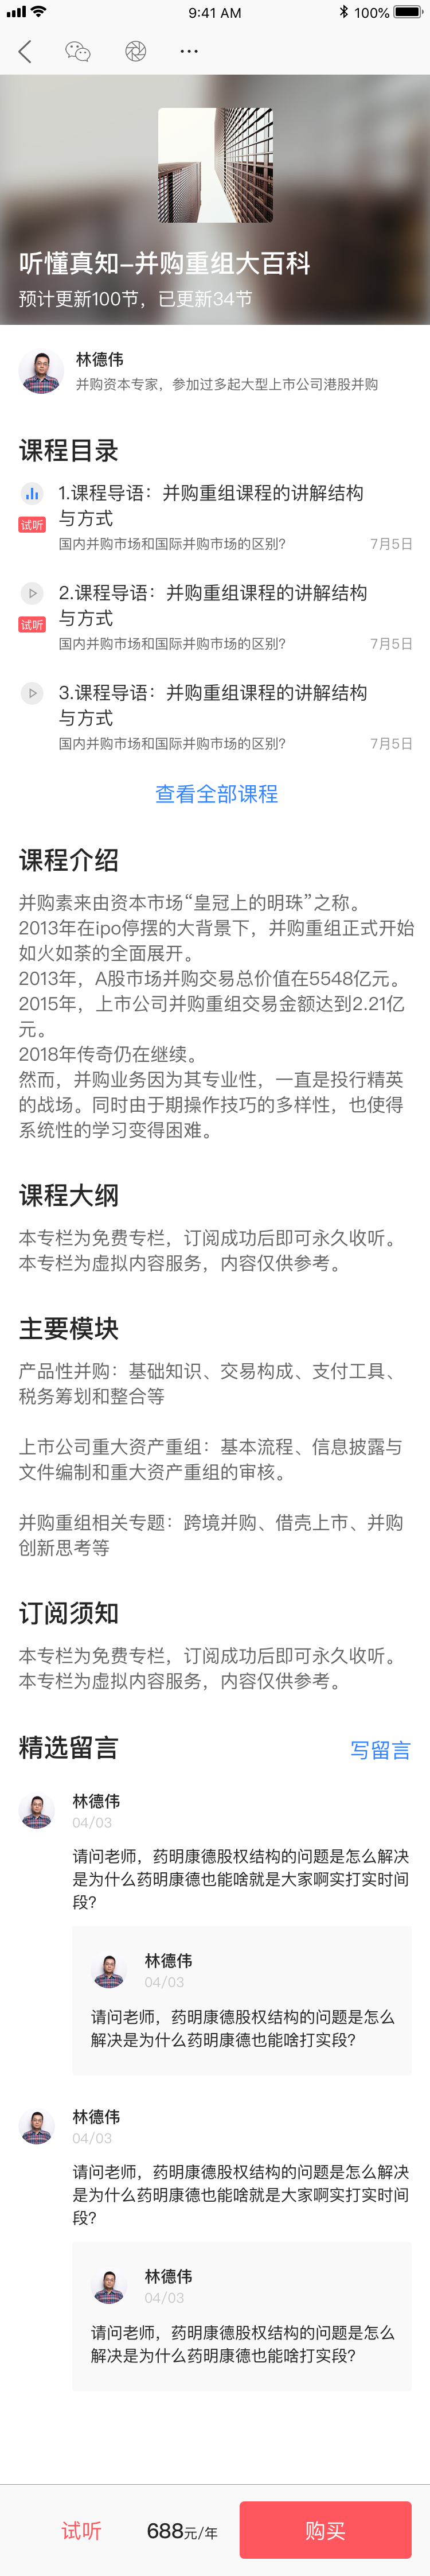 9:41 AM
100%
听懂真知-并购重组大百科
预计更新100节，已更新34节
林德伟
并购资本专家，参加过多起大型上市公司港股并购
课程目录
1.课程导语：并购重组课程的讲解结构
与方式
试听
国内并购市场和国际并购市场的区别?
7月5日
2.课程导语：并购重组课程的讲解结构
与方式
试听
国内并购市场和国际并购市场的区别?
7月5日
3.课程导语：并购重组课程的讲解结构
与方式
国内并购市场和国际并购市场的区别?
7月5日
查看全部课程
课程介绍
并购素来由资本市场“皇冠上的明珠”之称。
2013年在ipo停摆的大背景下，并购重组正式开始
如火如荼的全面展开。
2013年，A股市场并购交易总价值在5548亿元。
2015年，上市公司并购重组交易金额达到2.21亿
元。
2018年传奇仍在继续。
然而，并购业务因为其专业性，一直是投行精英
的战场。同时由于期操作技巧的多样性，也使得
系统性的学习变得困难。
课程大纲
本专栏为免费专栏，订阅成功后即可永久收听。
本专栏为虚拟内容服务，内容仅供参考。
主要模块
产品性并购：基础知识、交易构成、支付工具、
税务筹划和整合等
上市公司重大资产重组：基本流程、信息披露与
文件编制和重大资产重组的审核。
并购重组相关专题：跨境并购、借壳上市、并购
创新思考等
订阅须知
本专栏为免费专栏，订阅成功后即可永久收听。
本专栏为虚拟内容服务，内容仅供参考。
精选留言
写留言
林德伟
04/03
请问老师，药明康德股权结构的问题是怎么解决
是为什么药明康德也能啥就是大家啊实打实时间
段?
林德伟
04/03
请问老师，药明康德股权结构的问题是怎么
解决是为什么药明康德也能啥打实段?
林德伟
04/03
请问老师，药明康德股权结构的问题是怎么解决
是为什么药明康德也能啥就是大家啊实打实时间
段?
林德伟
04/03
请问老师，药明康德股权结构的问题是怎么
解决是为什么药明康德也能啥打实段?
试听
688元/年
购买